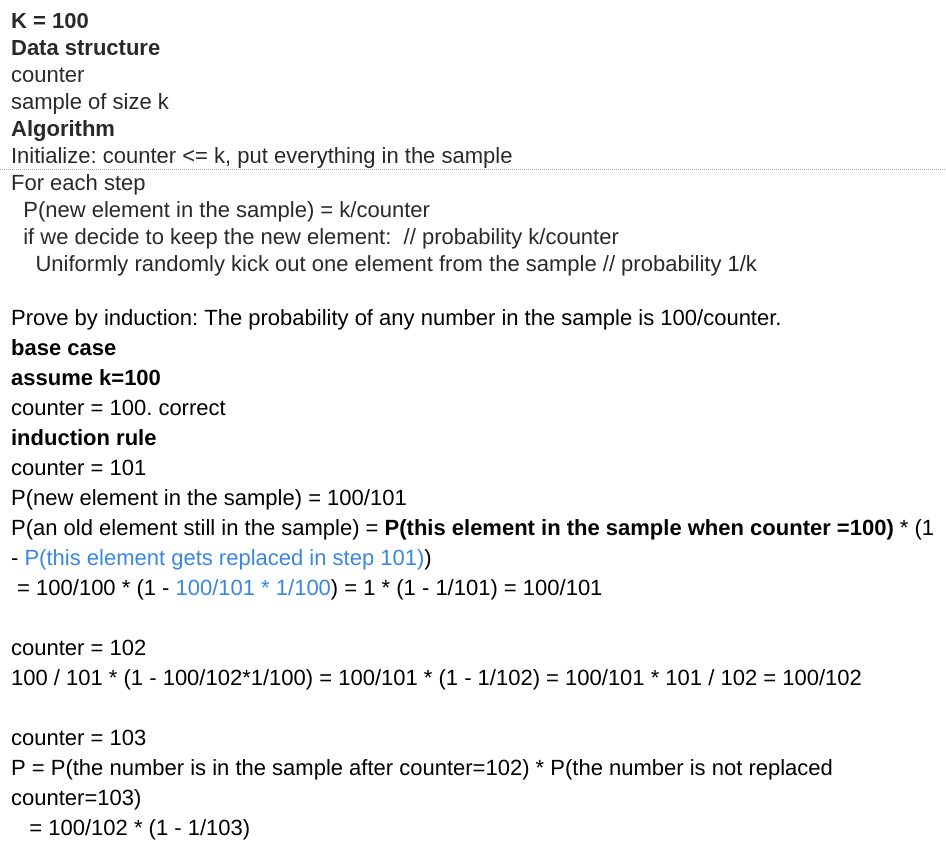 K = 100
Data structure
counter
sample of size k
Algorithm
Initialize: counter <= k, put everything in the sample
For each step
P(new element in the sample) = k/counter
if we decide to keep the new element:  // probability k/counter
Uniformly randomly kick out one element from the sample // probability 1/k
Prove by induction: The probability of any number in the sample is 100/counter.
base case
assume k=100
counter = 100. correct
induction rule
counter = 101
P(new element in the sample) = 100/101
P(an old element still in the sample) = P(this element in the sample when counter =100) * (1
- P(this element gets replaced in step 101))
= 100/100 * (1 - 100/101 * 1/100) = 1 * (1 - 1/101) = 100/101
counter = 102
100 / 101 * (1 - 100/102*1/100) = 100/101 * (1 - 1/102) = 100/101 * 101 / 102 = 100/102
counter = 103
P = P(the number is in the sample after counter=102) * P(the number is not replaced
counter=103)
= 100/102 * (1 - 1/103)